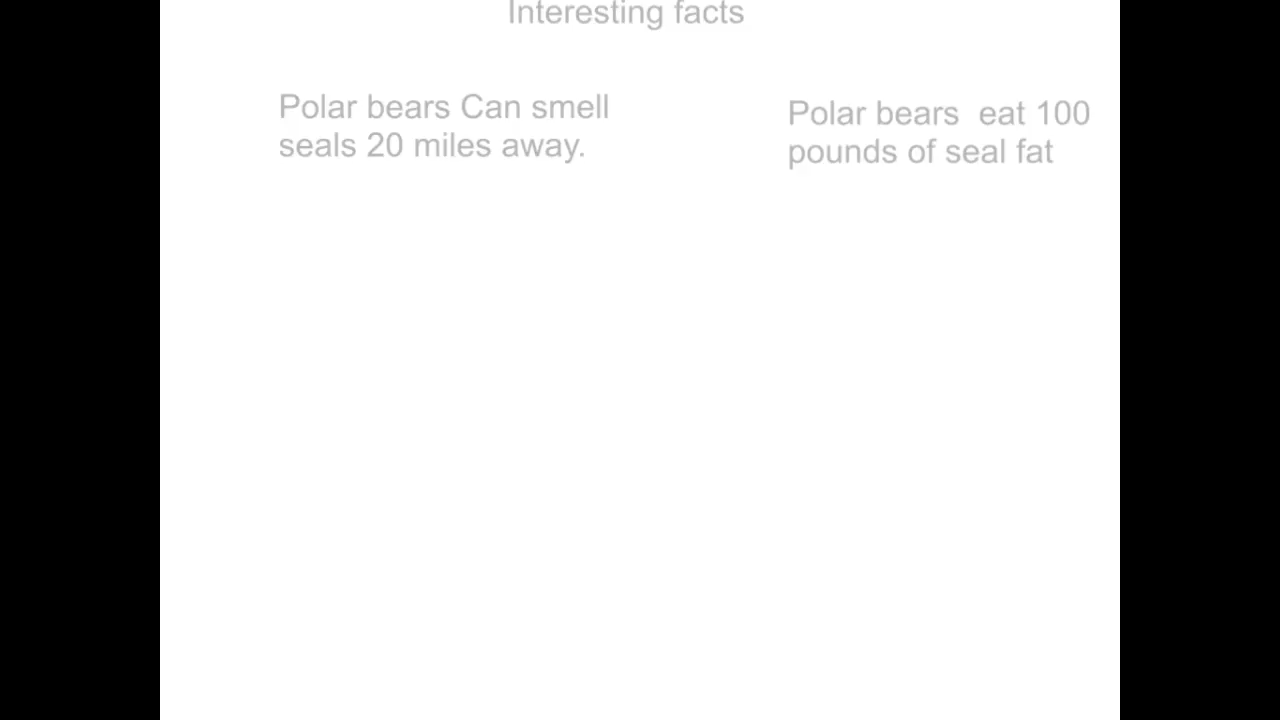 Interesting facts
Polar bears Can smell
seals 20 miles away.
Polar bears  eat 100
pounds of seal fat